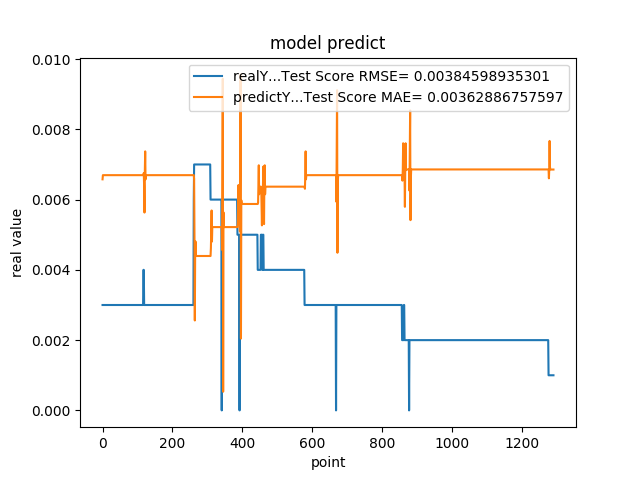 model predict
realY...Test Score RMSE= 0.00384598935301
predictY...Test Score MAE= 0.00362886757597
0.010
0.008
0.006
0.004
0.002
0.000
real value
0 200 400 600 800 1000 1200
point